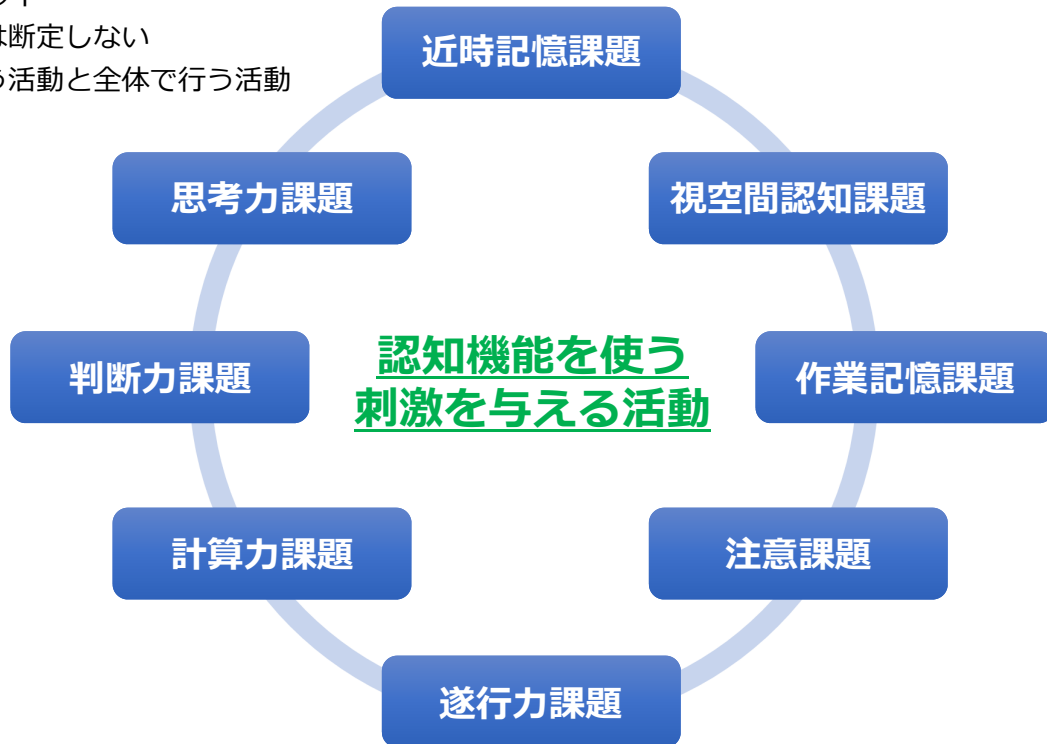 は断定しない
う活動と全体で行う活動
近時記憶課題
思考力課題
視空間認知課題
判断力課題
認知機能を使う
刺激を与える活動
作業記憶課題
計算力課題
注意課題
遂行力課題